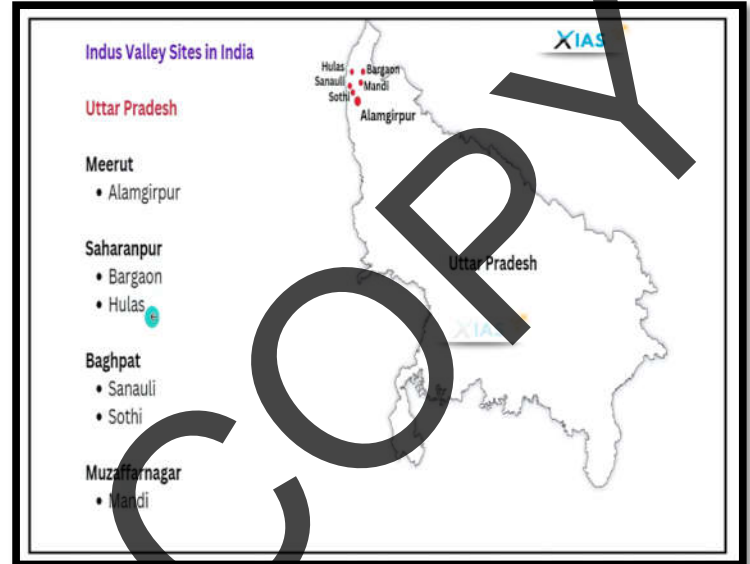 Indus Valley Sites in India
Uttar Pradesh
Meerut
• Alamgirpur
Saharanpur
• Bargaon
• Hulas
Baghpat
• Sanauli
• Sothi
Muzaffarnagar
• Mandi
XIAS
Hulas
Bargaon
Sanauli
Mandi
Sothi
Alamgirpur
Uttar Pradesh
XIAS
COPY